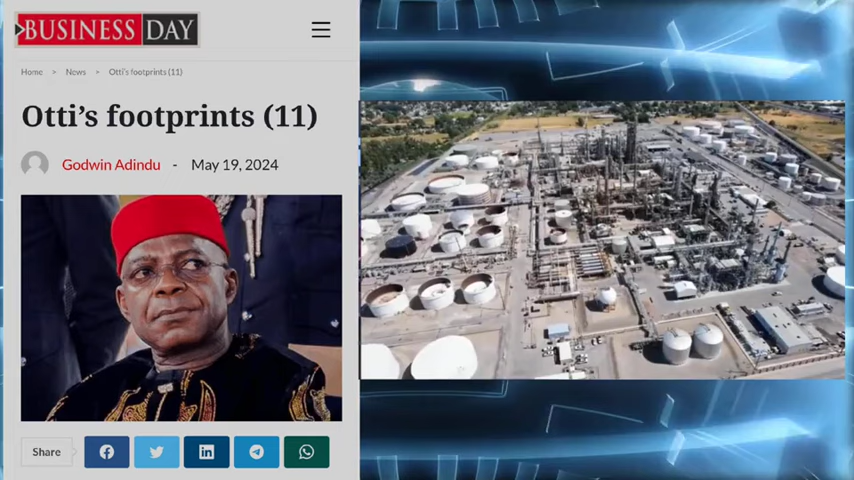 BUSINESS DAY
Home > News > Otti's footprints (11)
Otti's footprints (11)
Godwin Adindu - May 19, 2024
Share